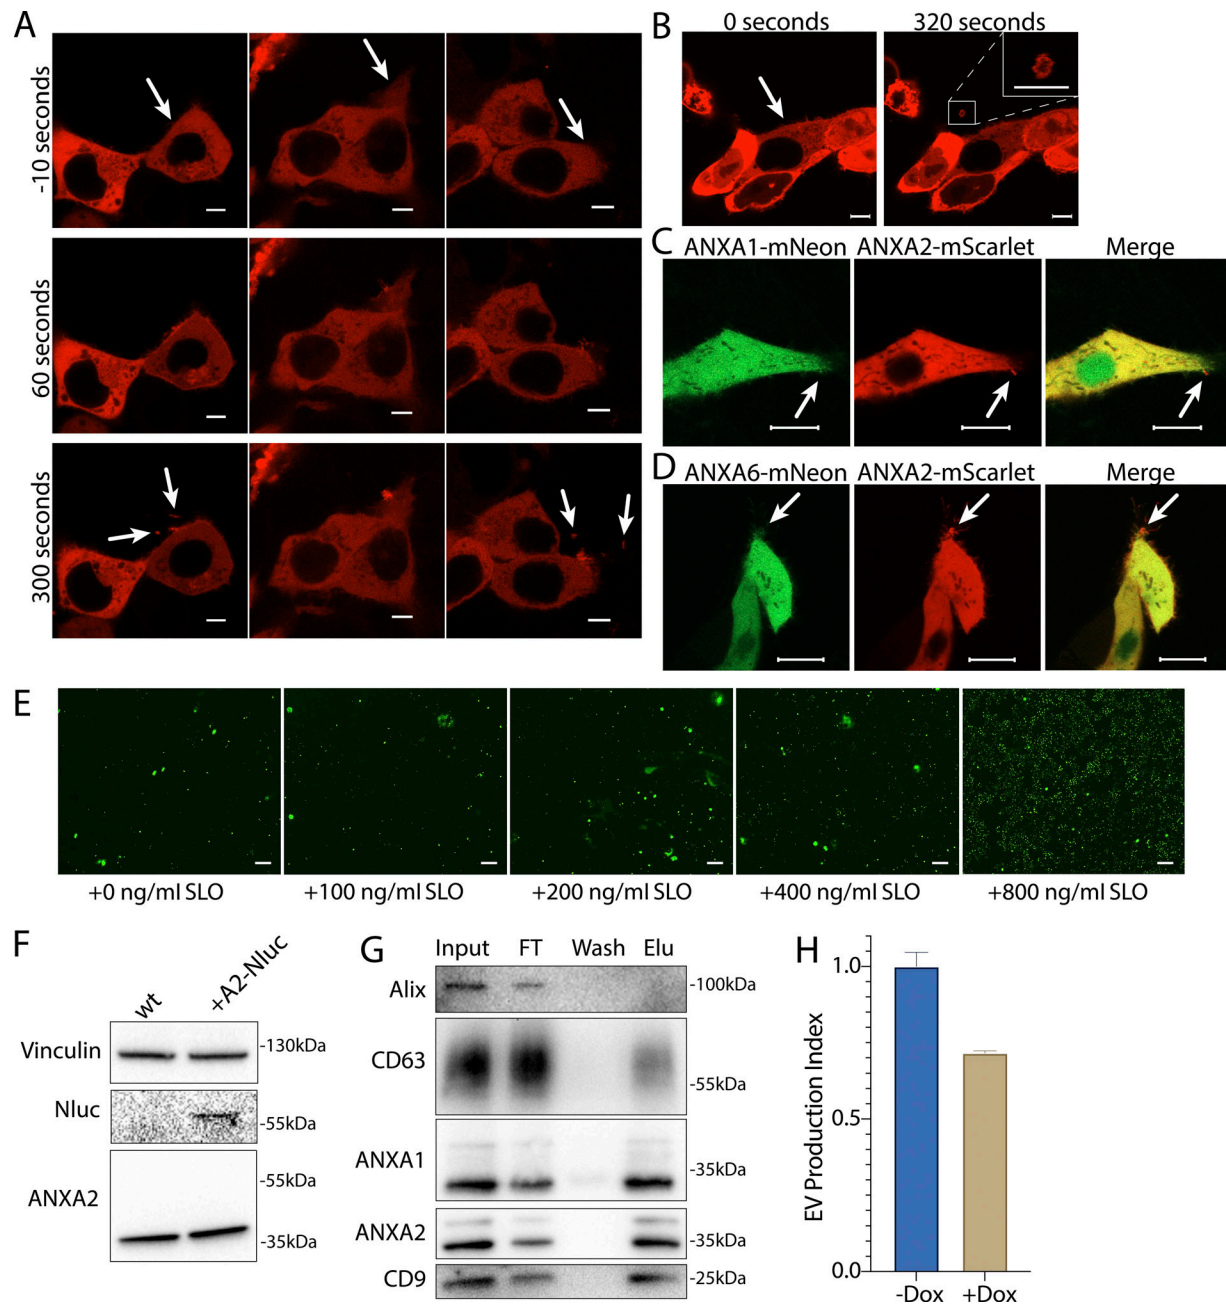 A
-10 seconds
60 seconds
300 seconds
B
0 seconds
320 seconds
C
ANXA1-mNeon
ANXA2-mScarlet
Merge
D
ANXA6-mNeon
ANXA2-mScarlet
Merge
E
+0 ng/ml SLO
+100 ng/ml SLO
+200 ng/ml SLO
+400 ng/ml SLO
+800 ng/ml SLO
F
wt
+A2-Nluc
Vinculin
-130kDa
Nluc
-55kDa
ANXA2
-55kDa
-35kDa
G
Input
FT
Wash
Elu
Alix
-100kDa
CD63
-55kDa
ANXA1
-35kDa
ANXA2
-35kDa
CD9
-25kDa
H
EV Production Index
1.0
0.5
0.0
-Dox
+Dox